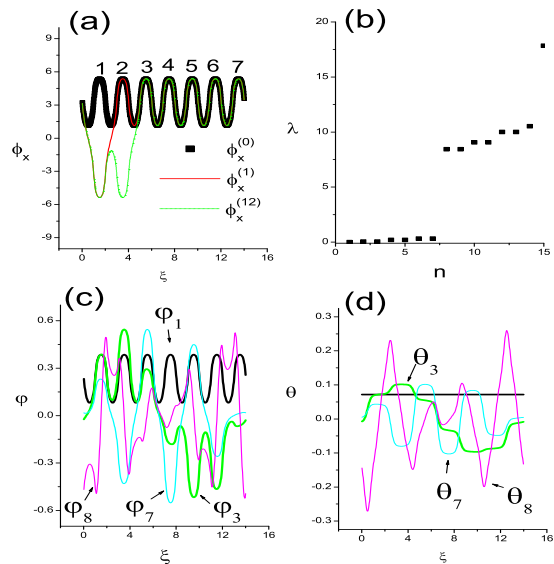 (a)
9
6
3
0
-3
-6
-9
ϕₓ
1 2 3 4 5 6 7
ϕₓ⁽⁰⁾
ϕₓ⁽¹⁾
ϕₓ⁽¹²⁾
0 4 8 12 16
ξ
(b)
20
15
10
5
0
λ
0 5 10 15
n
(c)
0.6
0.3
0.0
-0.3
-0.6
φ
φ₁
φ₈
φ₇
φ₃
0 4 8 12 16
ξ
(d)
0.3
0.2
0.1
0.0
-0.1
-0.2
-0.3
θ
θ₃
θ₇
θ₈
0 4 8 12 16
ξ